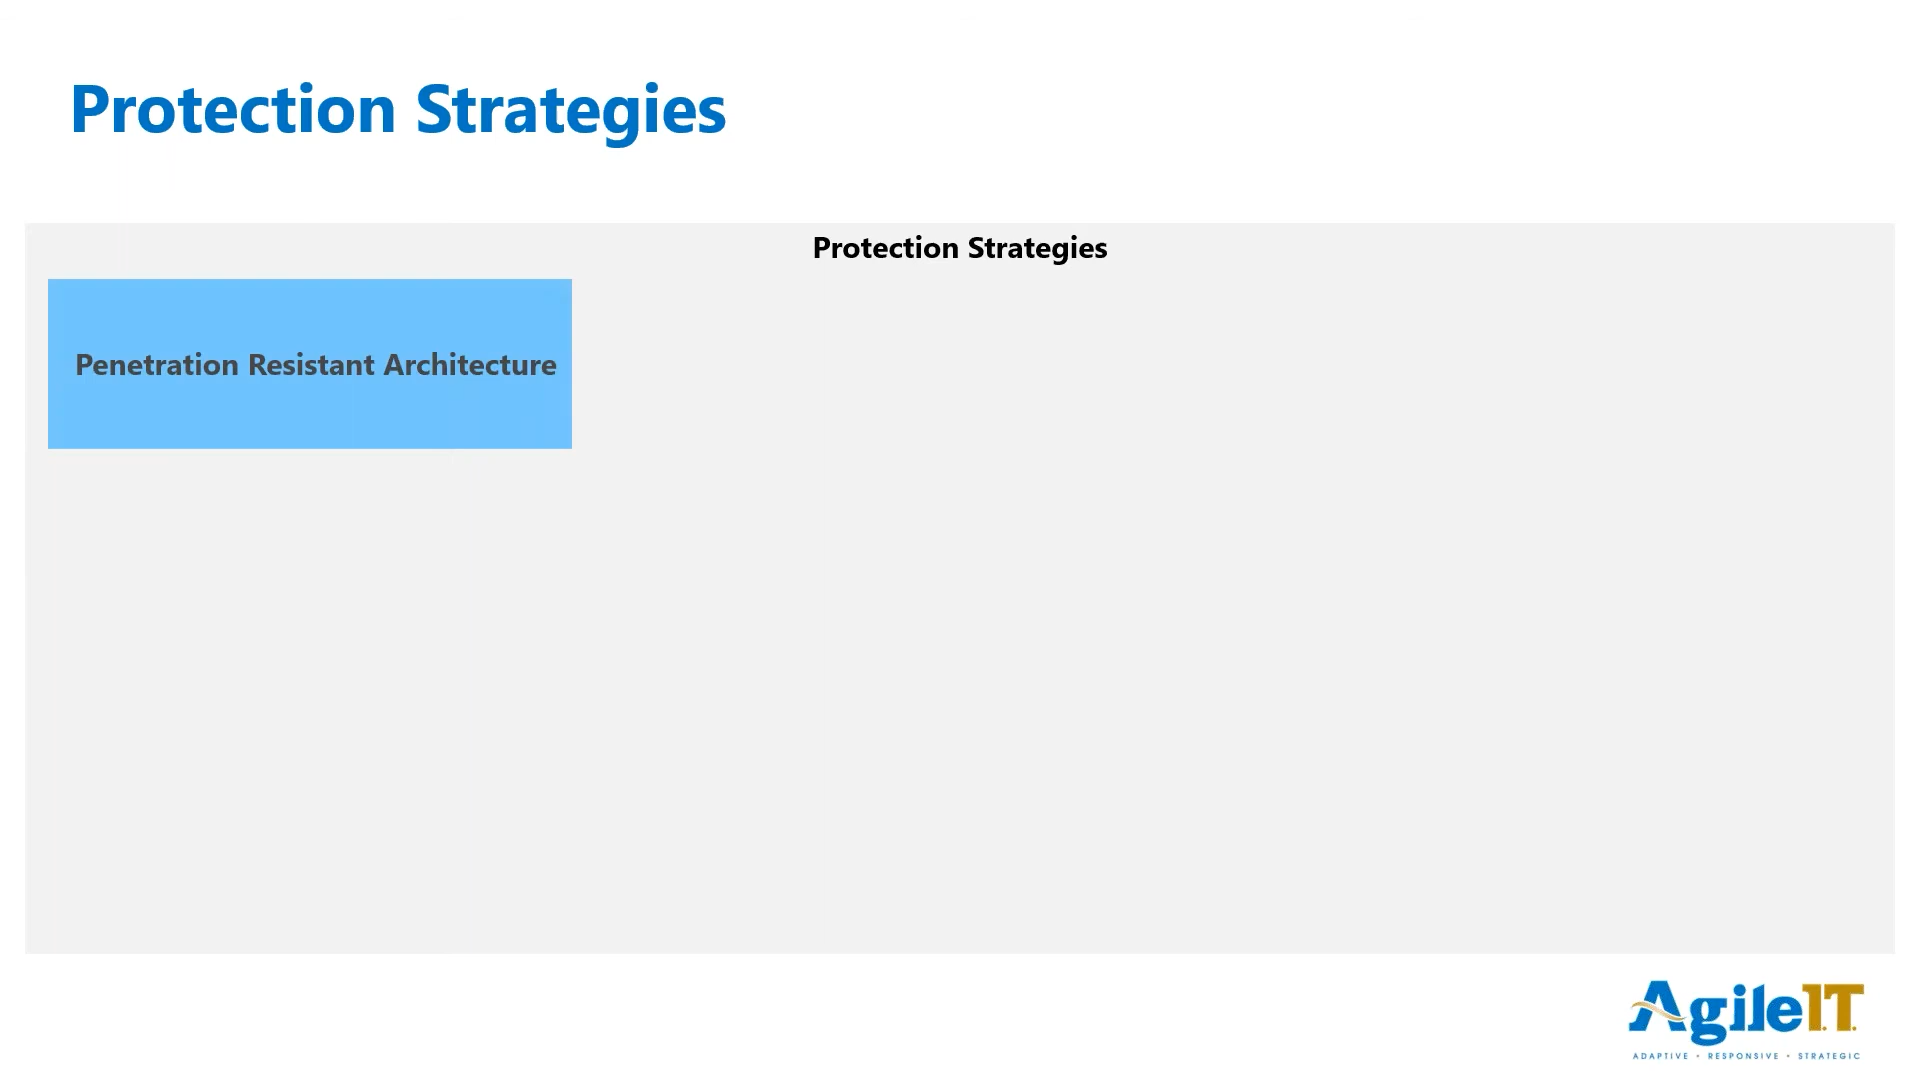 Protection Strategies
Protection Strategies
Penetration Resistant Architecture
AgileIT
ADAPTIVE • RESPONSIVE • STRATEGIC